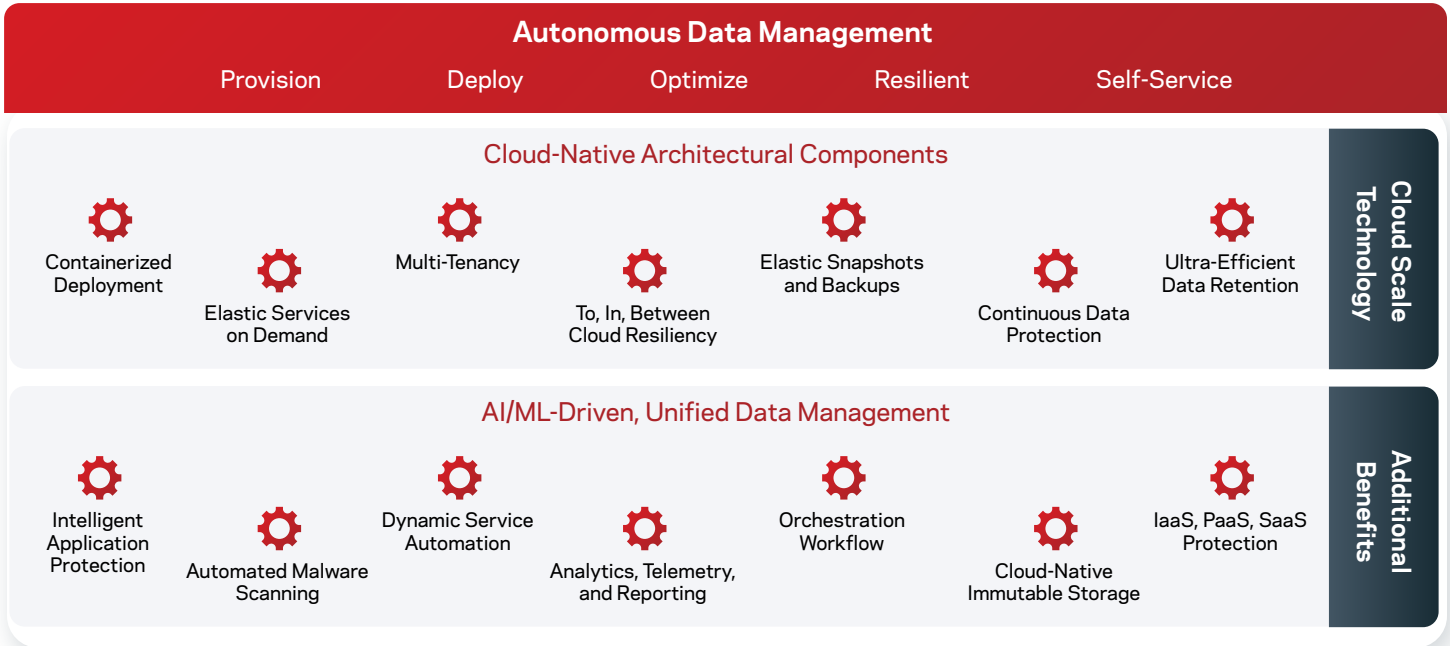 Autonomous Data Management
Provision Deploy Optimize Resilient Self-Service
Cloud-Native Architectural Components
Containerized
Deployment
Elastic Services
on Demand
Multi-Tenancy
To, In, Between
Cloud Resiliency
Elastic Snapshots
and Backups
Continuous Data
Protection
Ultra-Efficient
Data Retention
Cloud Scale
Technology
AI/ML-Driven, Unified Data Management
Intelligent
Application
Protection
Automated Malware
Scanning
Dynamic Service
Automation
Analytics, Telemetry,
and Reporting
Orchestration
Workflow
Cloud-Native
Immutable Storage
IaaS, PaaS, SaaS
Protection
Additional
Benefits